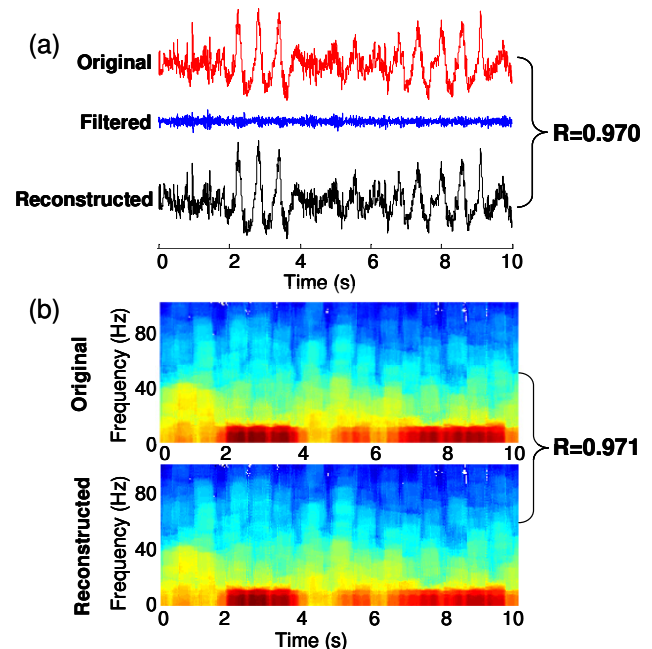 (a)
Original
Filtered
R=0.970
Reconstructed
0 2 4 6 8 10
Time (s)
(b)
Original
Frequency (Hz)
80
40
0
0 2 4 6 8 10
R=0.971
Reconstructed
Frequency (Hz)
80
40
0
0 2 4 6 8 10
Time (s)